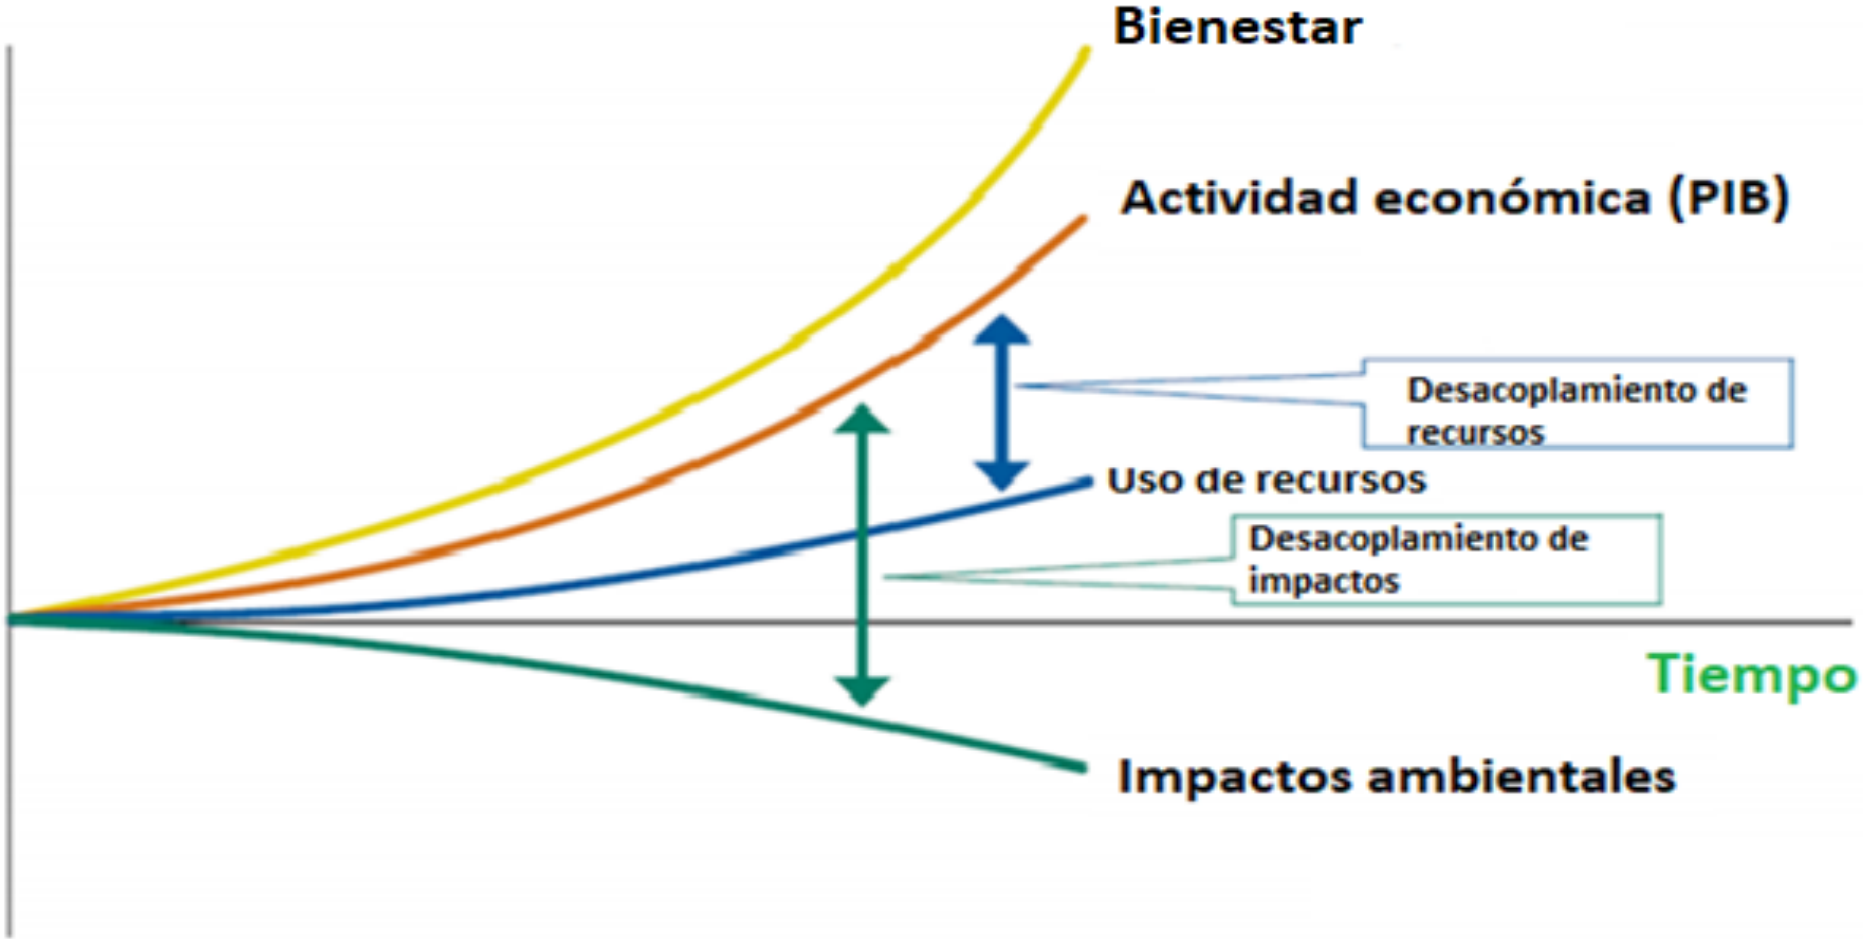 Bienestar
Actividad económica (PIB)
Desacoplamiento de
recursos
Uso de recursos
Desacoplamiento de
impactos
Tiempo
Impactos ambientales